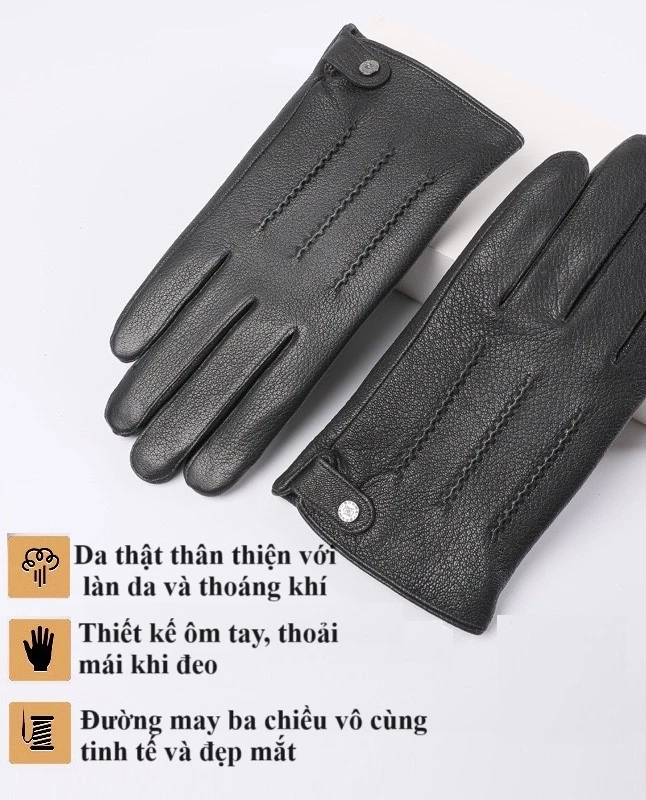 Da thật thân thiện với
làn da và thoáng khí
Thiết kế ôm tay, thoải
mái khi đeo
Đường may ba chiều vô cùng
tinh tế và đẹp mắt